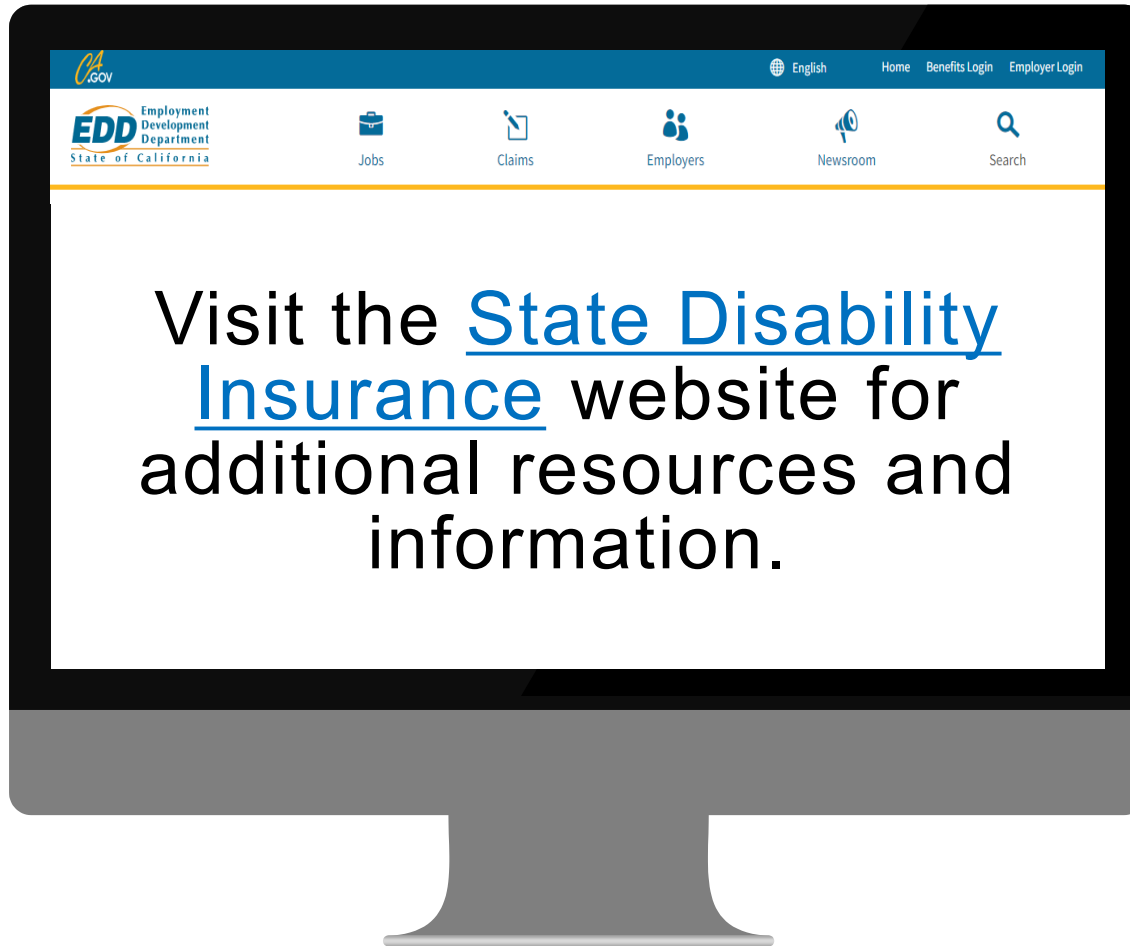 CA.GOV
English Home Benefits Login Employer Login
EDD Employment
Development
Department
State of California
Jobs Claims Employers Newsroom Search
Visit the State Disability
Insurance website for
additional resources and
information.